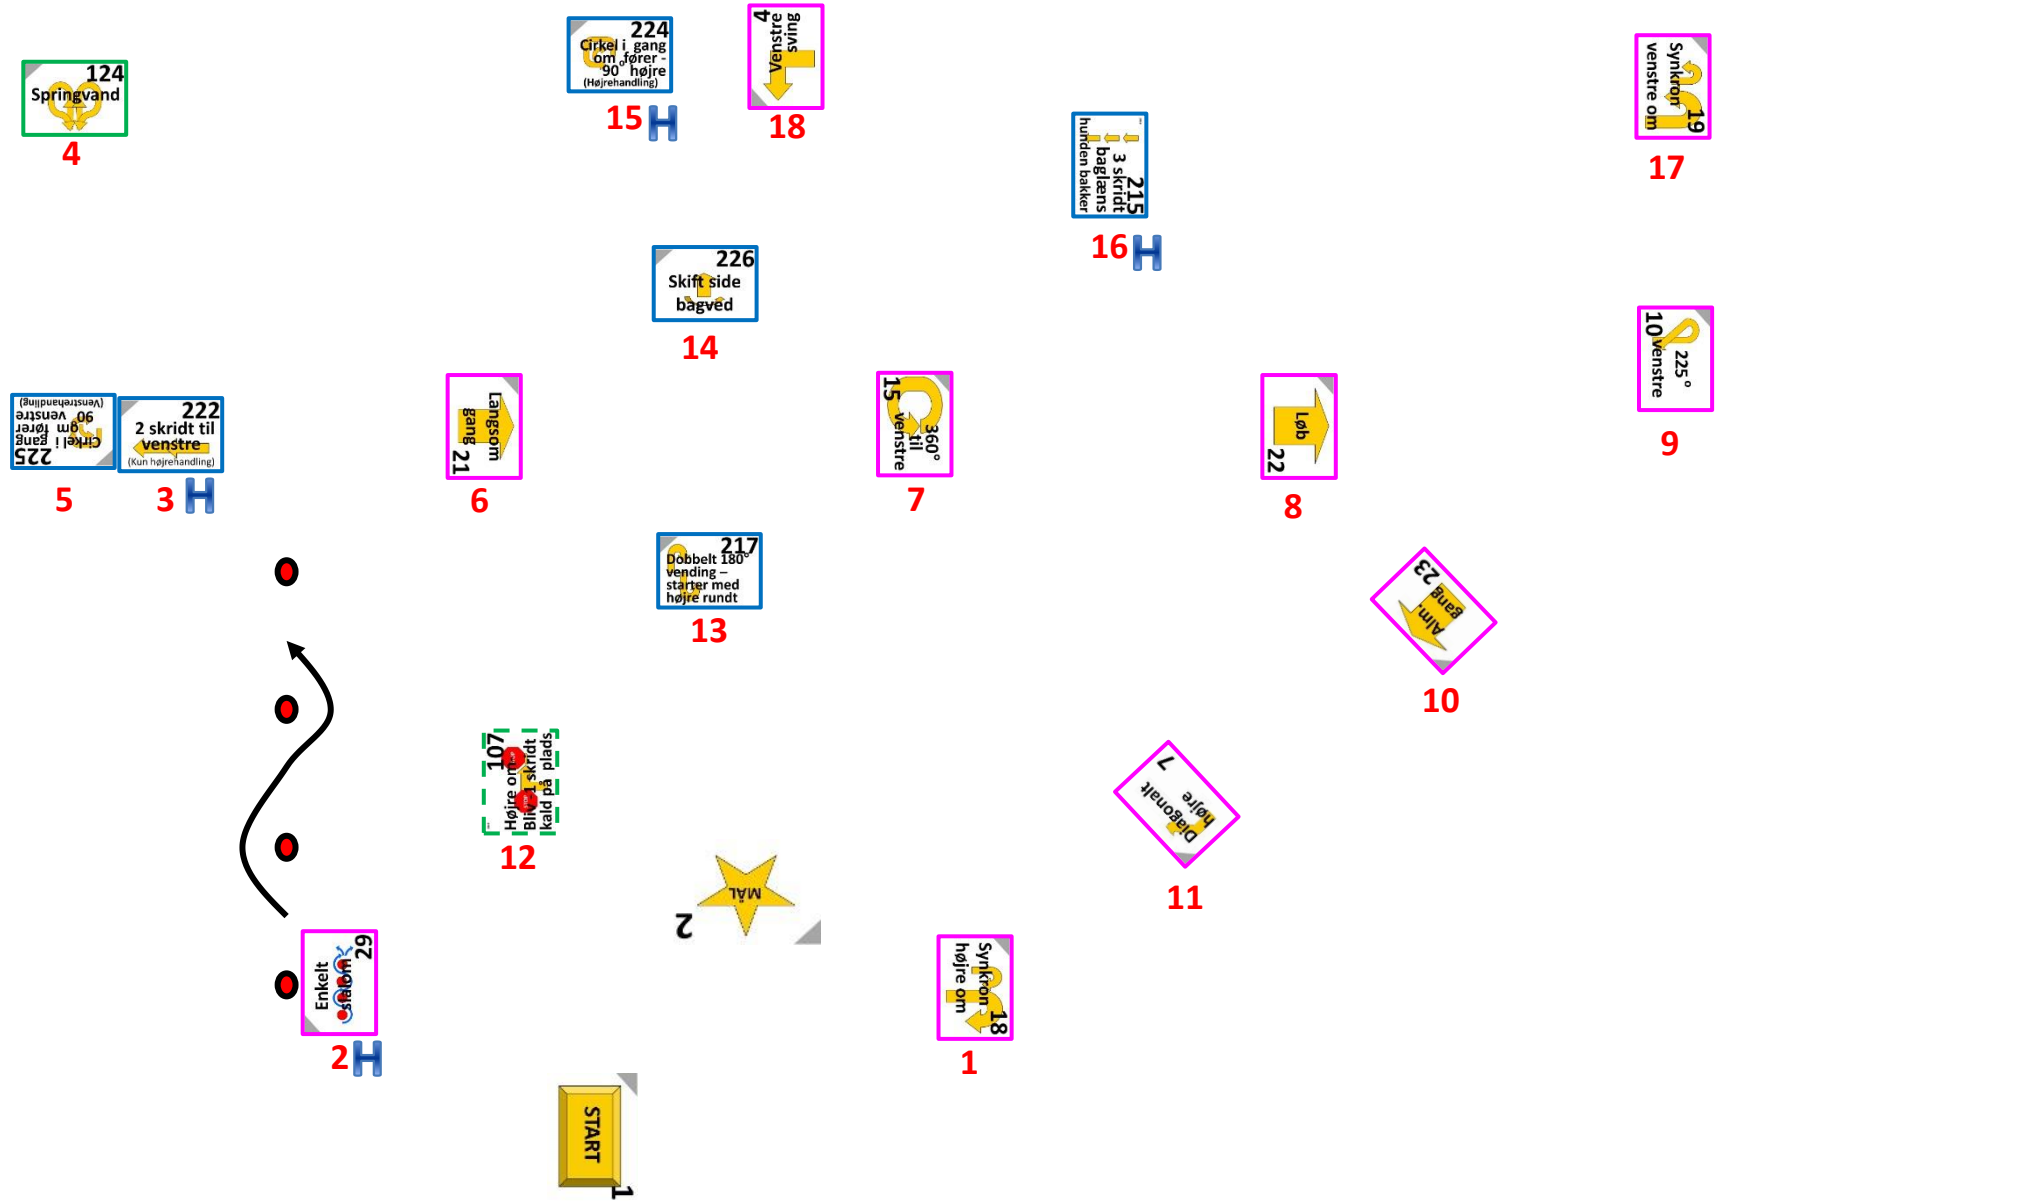 124
Springvand
4
224
Cirkel i gang
om fører -
90° højre
(Højrehandling)
15 H
4
Venstre
sving
18
19
Synkron
venstre om
17
215
3 skridt
baglæns
hunden bakker
16 H
226
Skift side
bagved
14
10
225°
venstre
9
225
Cirkel i gang
om fører
90 venstre
(Venstrehandling)
5
222
2 skridt til
venstre
(Kun højrehandling)
3 H
21
Langsom
gang
6
15
360°
til
venstre
7
22
Løb
8
217
Dobbelt 180°
vending –
starter med
højre rundt
13
23
Alm.
gang
10
107
Højre om
Bliv 1 skridt
kald på plads
STOP
12
7
Diagonalt
højre
11
MÅL
2
29
Enkelt
slalom
2 H
18
Synkron
højre om
1
START
1